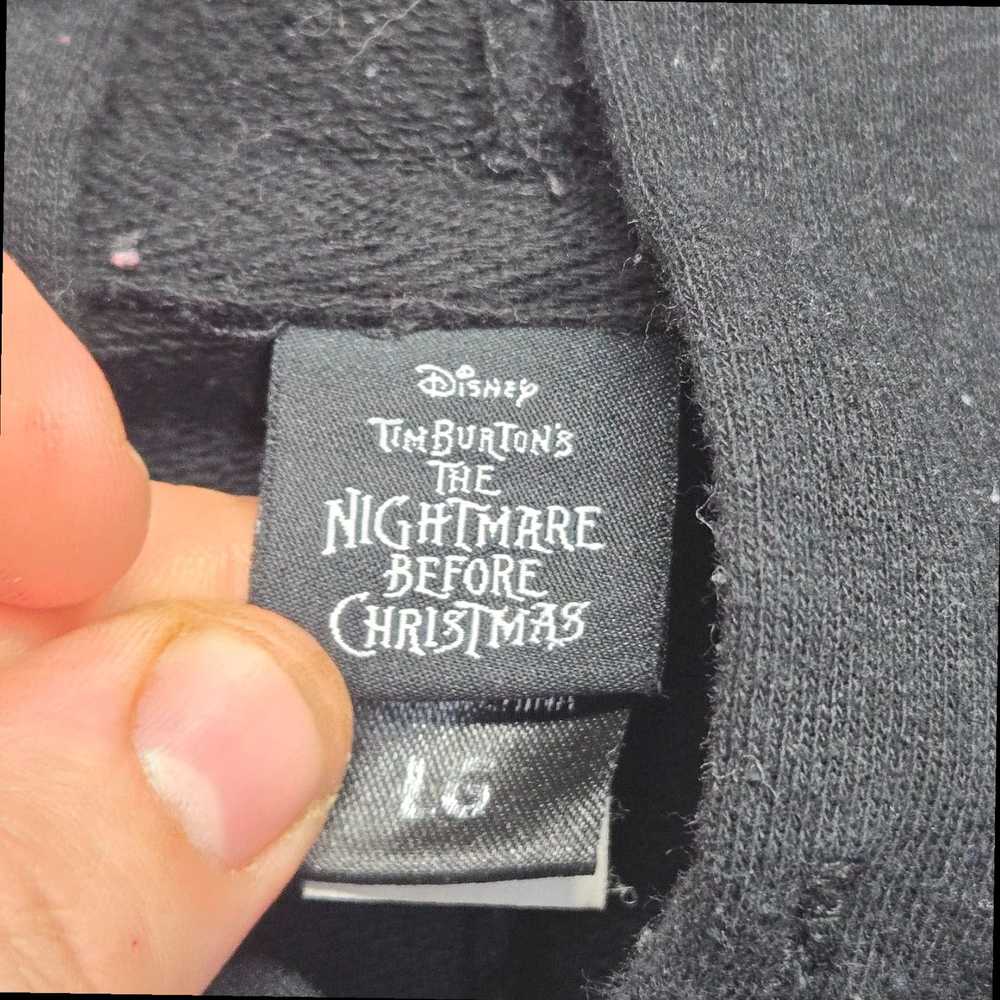 DISNEY
TIM BURTON'S
THE
NIGHTMARE
BEFORE
CHRISTMAS
LG